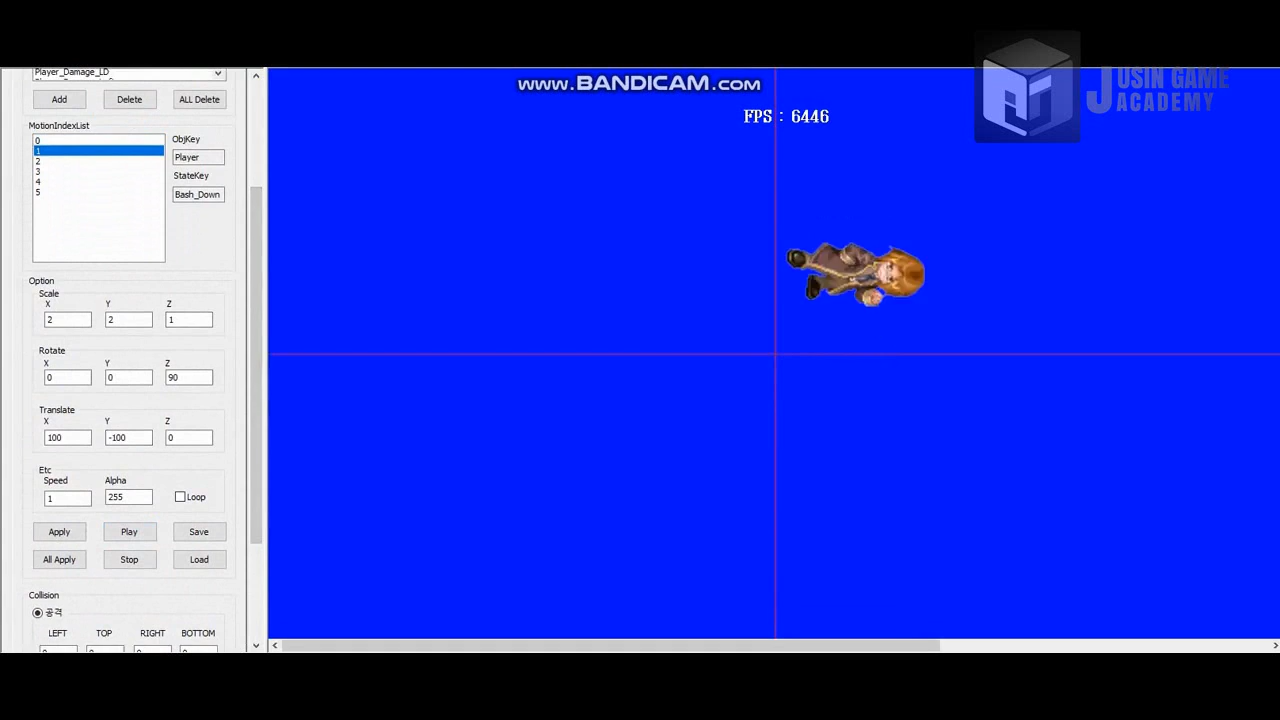 www.BANDICAM.com
JUSIN GAME
ACADEMY
FPS : 6446
Player_Damage_LD
Add
Delete
ALL Delete
MotionIndexList
0
1
2
3
4
5
ObjKey
Player
StateKey
Bash_Down
Option
Scale
X
Y
Z
2
2
1
Rotate
X
Y
Z
0
0
90
Translate
X
Y
Z
100
-100
0
Etc
Speed
Alpha
1
255
Loop
Apply
Play
Save
All Apply
Stop
Load
Collision
공격
LEFT
TOP
RIGHT
BOTTOM